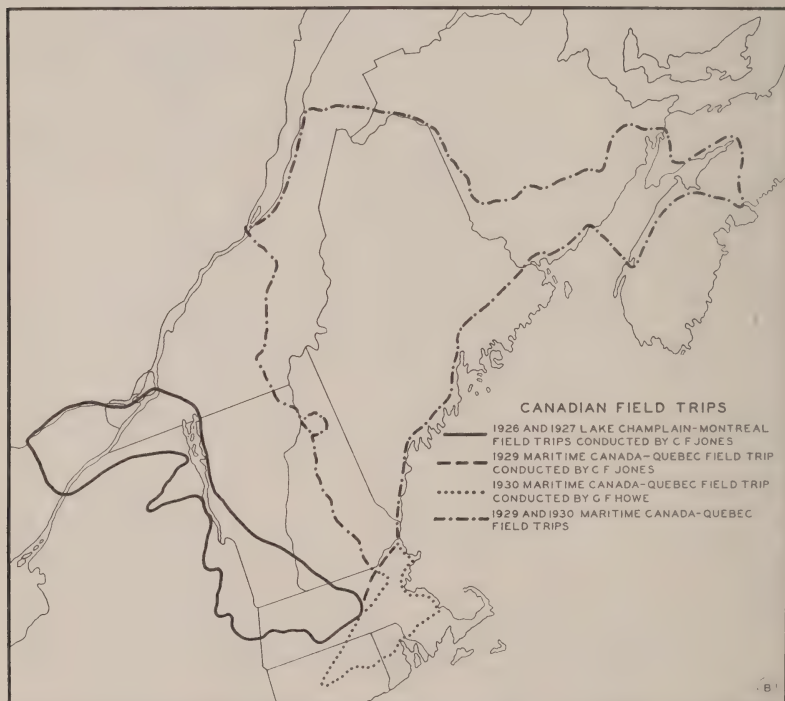 CANADIAN FIELD TRIPS
1926 AND 1927 LAKE CHAMPLAIN-MONTREAL
FIELD TRIPS CONDUCTED BY C F JONES
1929 MARITIME CANADA-QUEBEC FIELD TRIP
CONDUCTED BY C F JONES
1930 MARITIME CANADA-QUEBEC FIELD TRIP
CONDUCTED BY G F HOWE
1929 AND 1930 MARITIME CANADA-QUEBEC
FIELD TRIPS
B